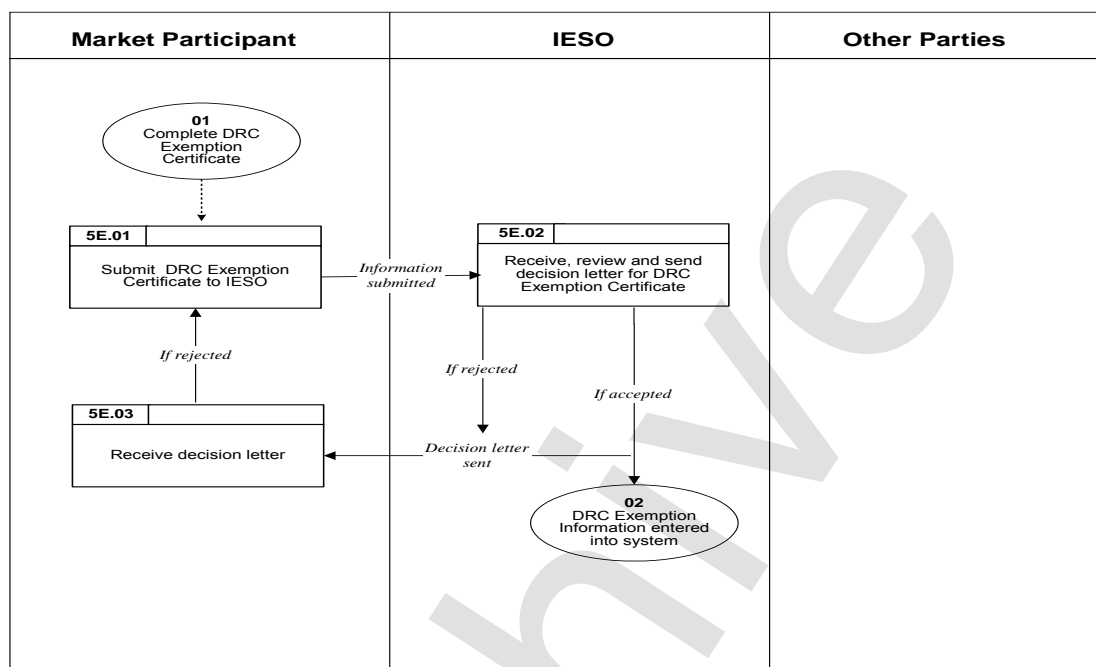 Market Participant
IESO
Other Parties
01
Complete DRC
Exemption
Certificate
5E.01
Submit DRC Exemption
Certificate to IESO
Information
submitted
5E.02
Receive, review and send
decision letter for DRC
Exemption Certificate
If rejected
If rejected
If accepted
5E.03
Receive decision letter
Decision letter
sent
02
DRC Exemption
Information entered
into system
hive